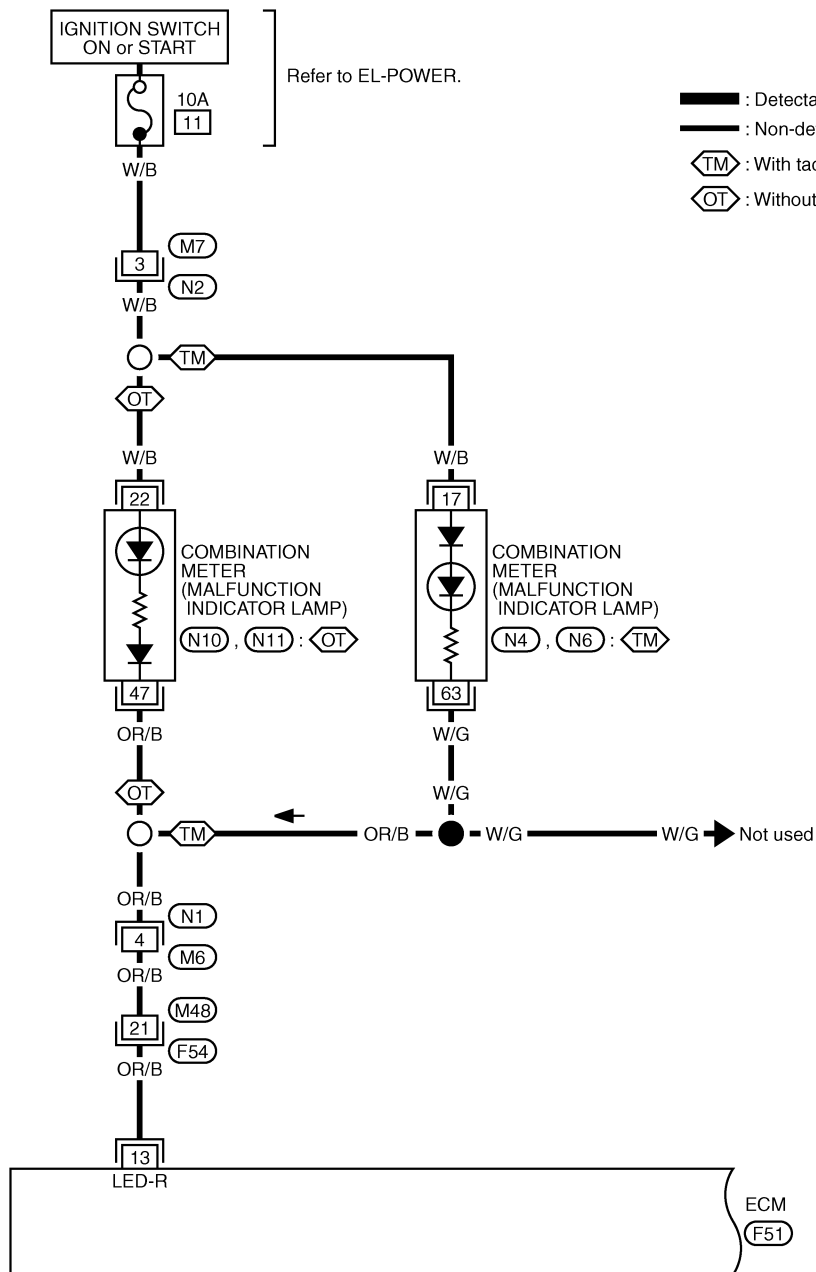 IGNITION SWITCH
ON or START
Refer to EL-POWER.
10A
11
: Detecta
: Non-de
TM : With tac
OT : Without
W/B
3
M7
N2
W/B
TM
OT
W/B
W/B
22
17
COMBINATION
METER
(MALFUNCTION
INDICATOR LAMP)
N10 , N11 : OT
COMBINATION
METER
(MALFUNCTION
INDICATOR LAMP)
N4 , N6 : TM
47
63
OR/B
W/G
OT
W/G
TM
OR/B
W/G
W/G
Not used
OR/B
N1
4
M6
OR/B
M48
21
F54
OR/B
13
LED-R
ECM
F51